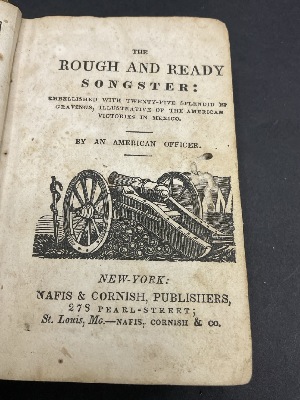 THE
ROUGH AND READY
SONGSTER:
EMBELLISHED WITH TWENTY-FIVE SPLENDID EN
GRAVINGS, ILLUSTRATIVE OF THE AMERICAN
VICTORIES IN MEXICO.
BY AN AMERICAN OFFICER.
NEW-YORK:
NAFIS & CORNISH, PUBLISHERS,
278 PEARL-STREET;
St. Louis, Mo.—NAFIS, CORNISH & CO.